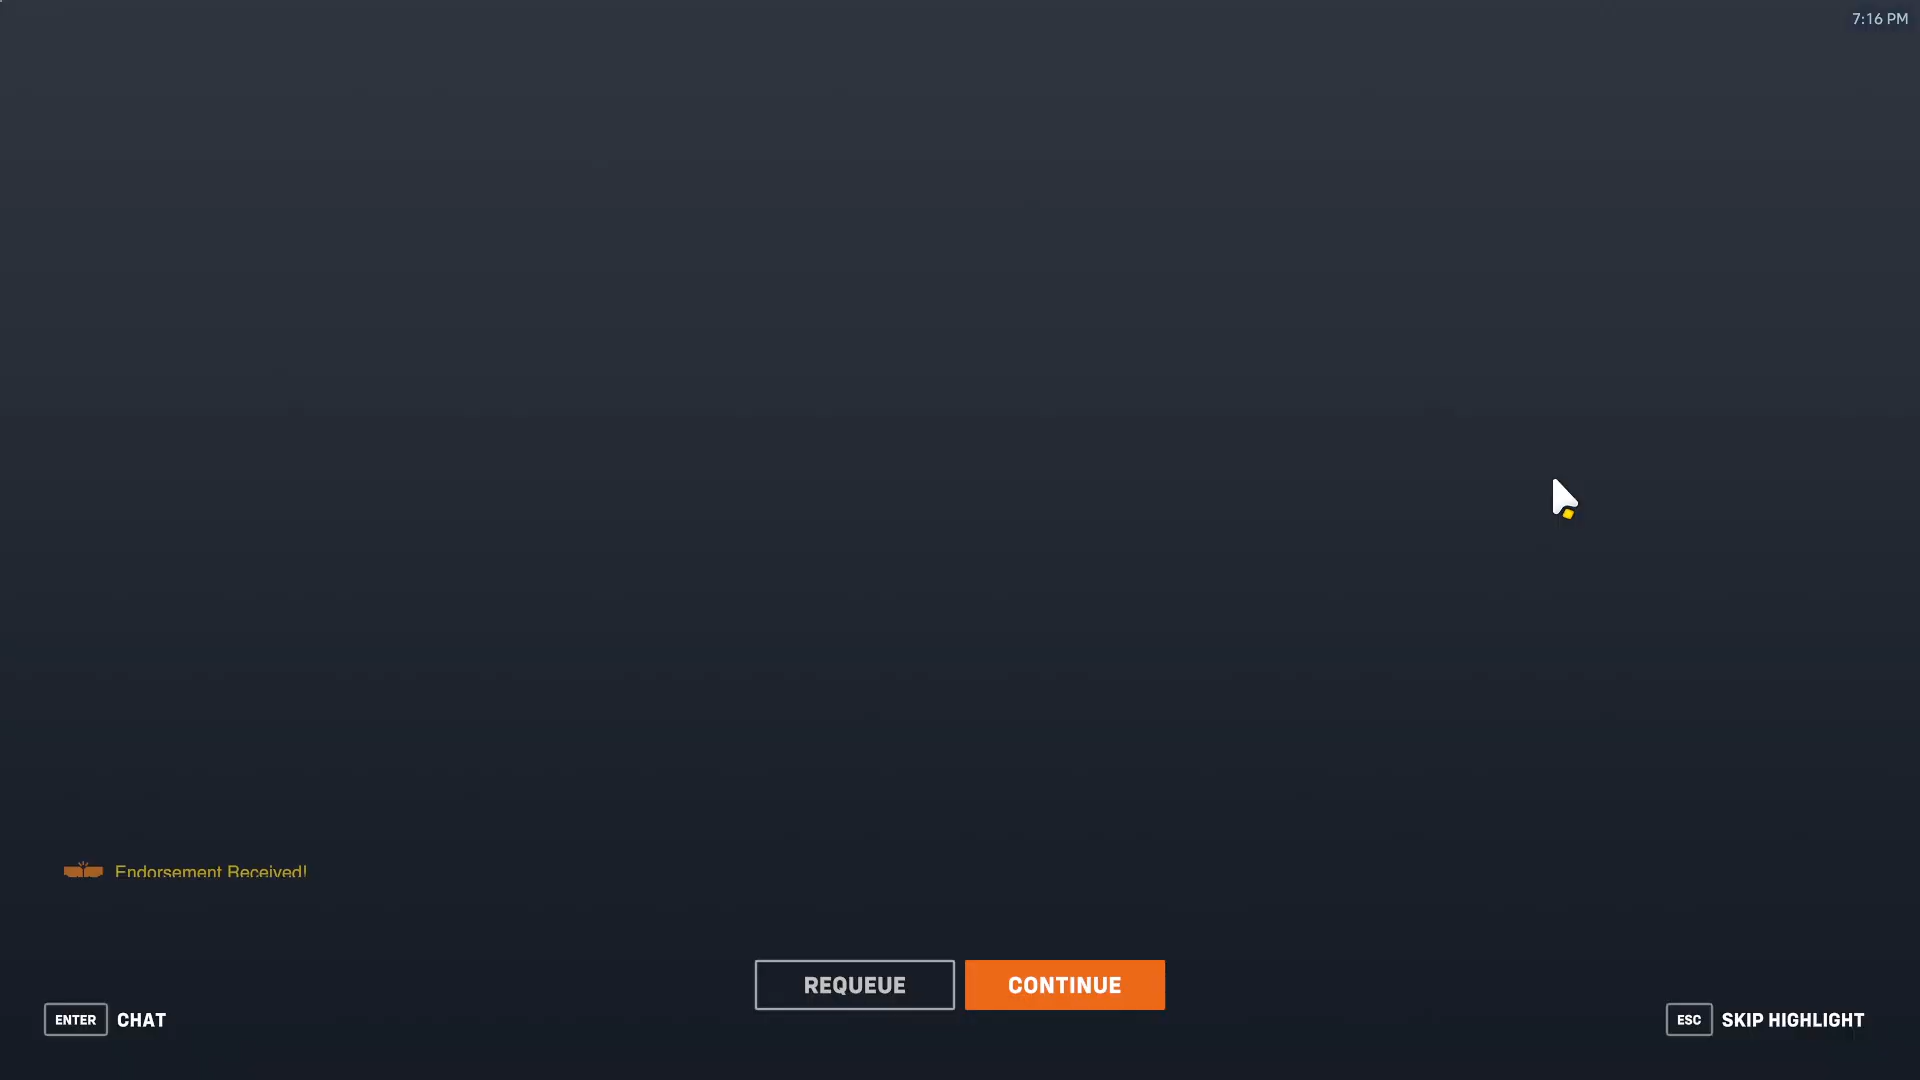 7:16 PM
Endorsement Received!
REQUEUE
CONTINUE
ENTER CHAT
ESC SKIP HIGHLIGHT